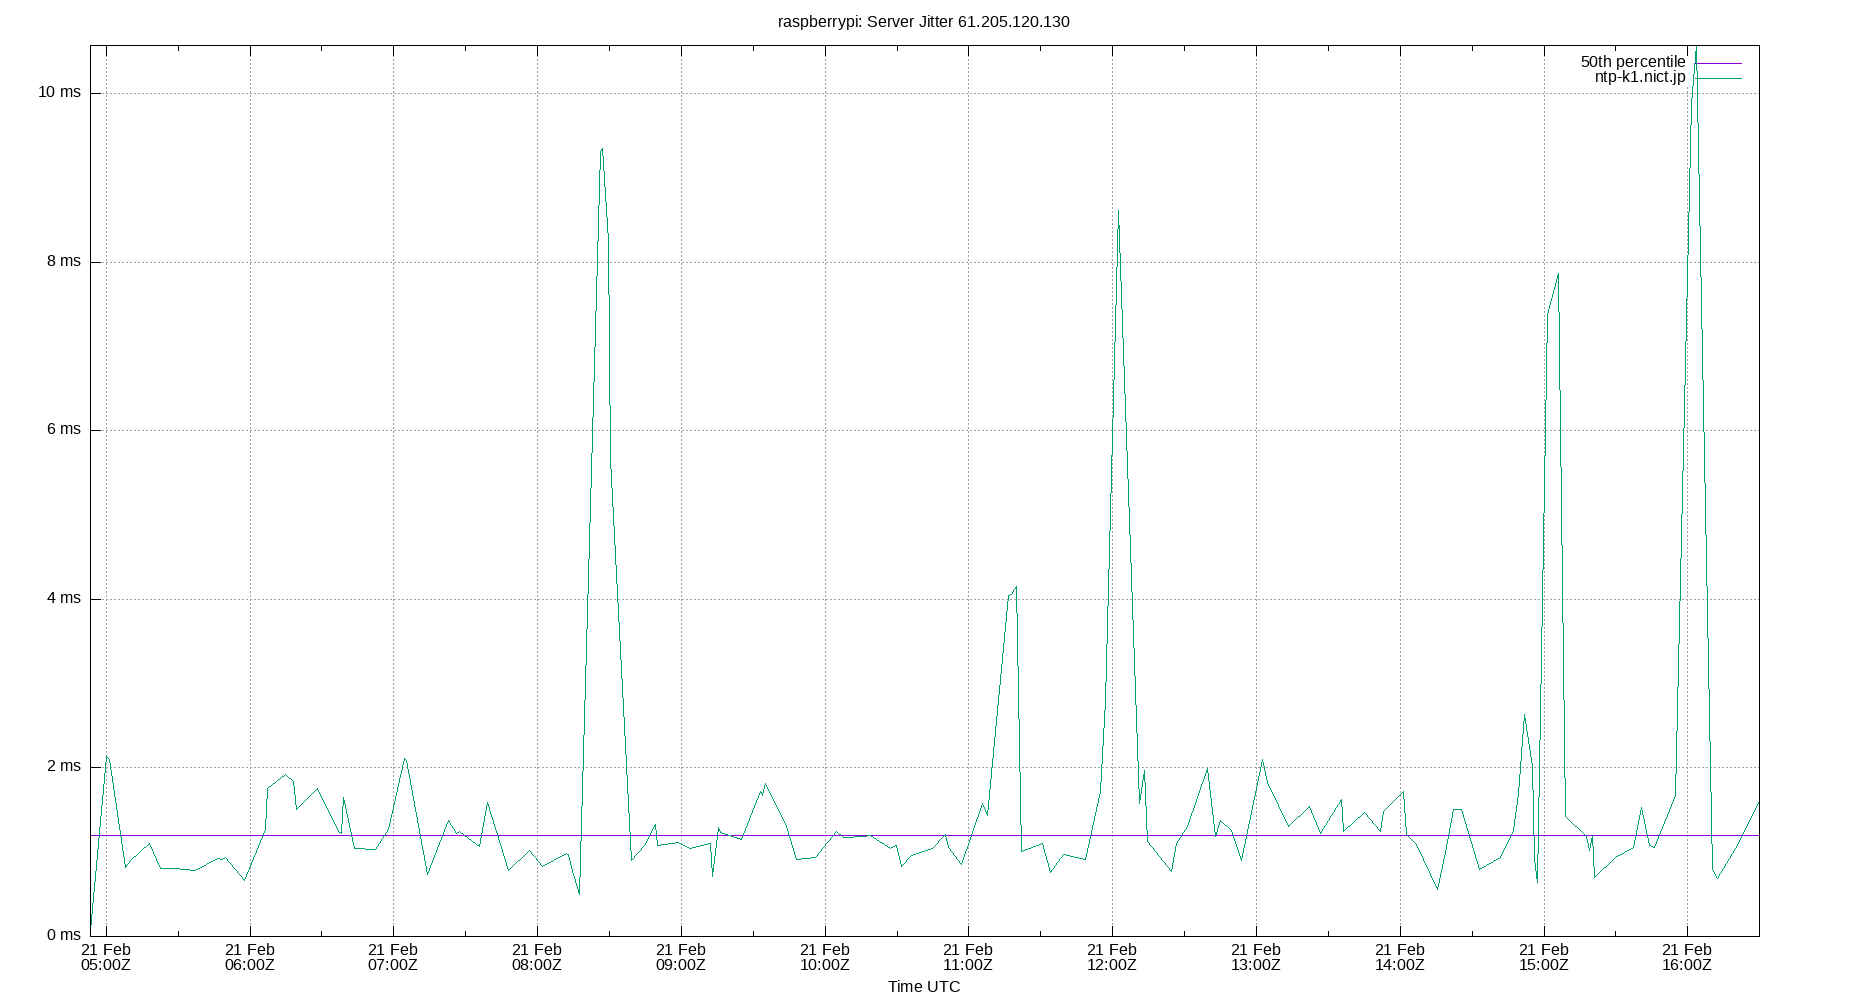 raspberrypi: Server Jitter 61.205.120.130
50th percentile
ntp-k1.nict.jp
10 ms
8 ms
6 ms
4 ms
2 ms
0 ms
21 Feb 21 Feb 21 Feb 21 Feb 21 Feb 21 Feb 21 Feb 21 Feb 21 Feb 21 Feb 21 Feb 21 Feb
05:00Z 06:00Z 07:00Z 08:00Z 09:00Z 10:00Z 11:00Z 12:00Z 13:00Z 14:00Z 15:00Z 16:00Z
Time UTC